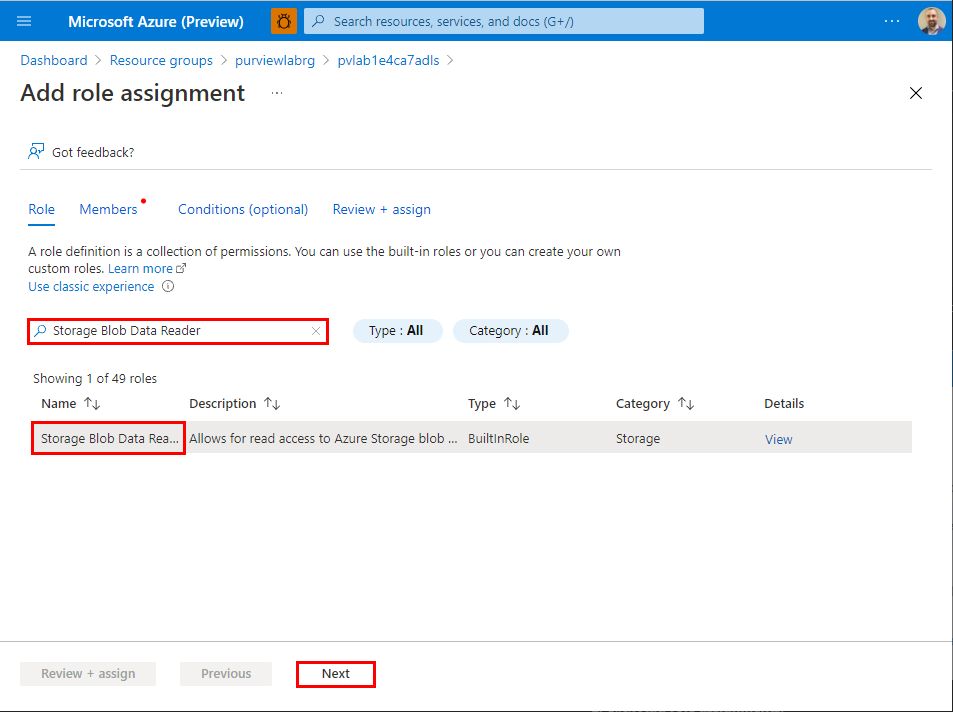 Microsoft Azure (Preview)
Search resources, services, and docs (G+/)
Dashboard > Resource groups > purviewlabrg > pvlab1e4ca7adls >
Add role assignment ...
Got feedback?
Role Members Conditions (optional) Review + assign
A role definition is a collection of permissions. You can use the built-in roles or you can create your own
custom roles. Learn more
Use classic experience
Storage Blob Data Reader
Type : All Category : All
Showing 1 of 49 roles
Name Description Type Category Details
Storage Blob Data Rea... Allows for read access to Azure Storage blob ... BuiltInRole Storage View
Review + assign Previous Next